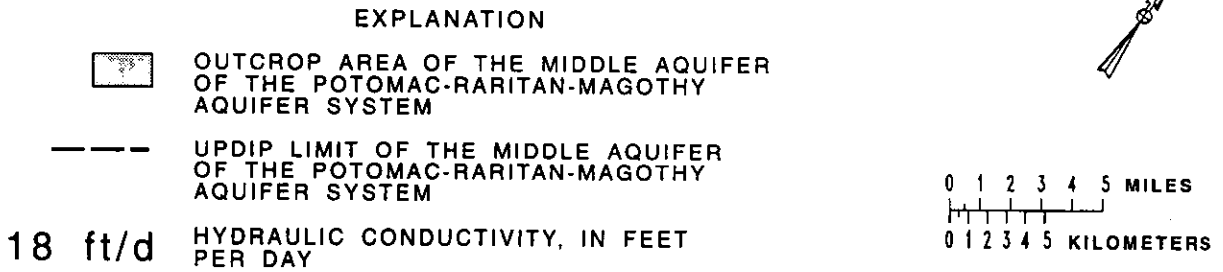 EXPLANATION
OUTCROP AREA OF THE MIDDLE AQUIFER
OF THE POTOMAC-RARITAN-MAGOTHY
AQUIFER SYSTEM
UPDIP LIMIT OF THE MIDDLE AQUIFER
OF THE POTOMAC-RARITAN-MAGOTHY
AQUIFER SYSTEM
18 ft/d HYDRAULIC CONDUCTIVITY, IN FEET
PER DAY
0 1 2 3 4 5 MILES
0 1 2 3 4 5 KILOMETERS